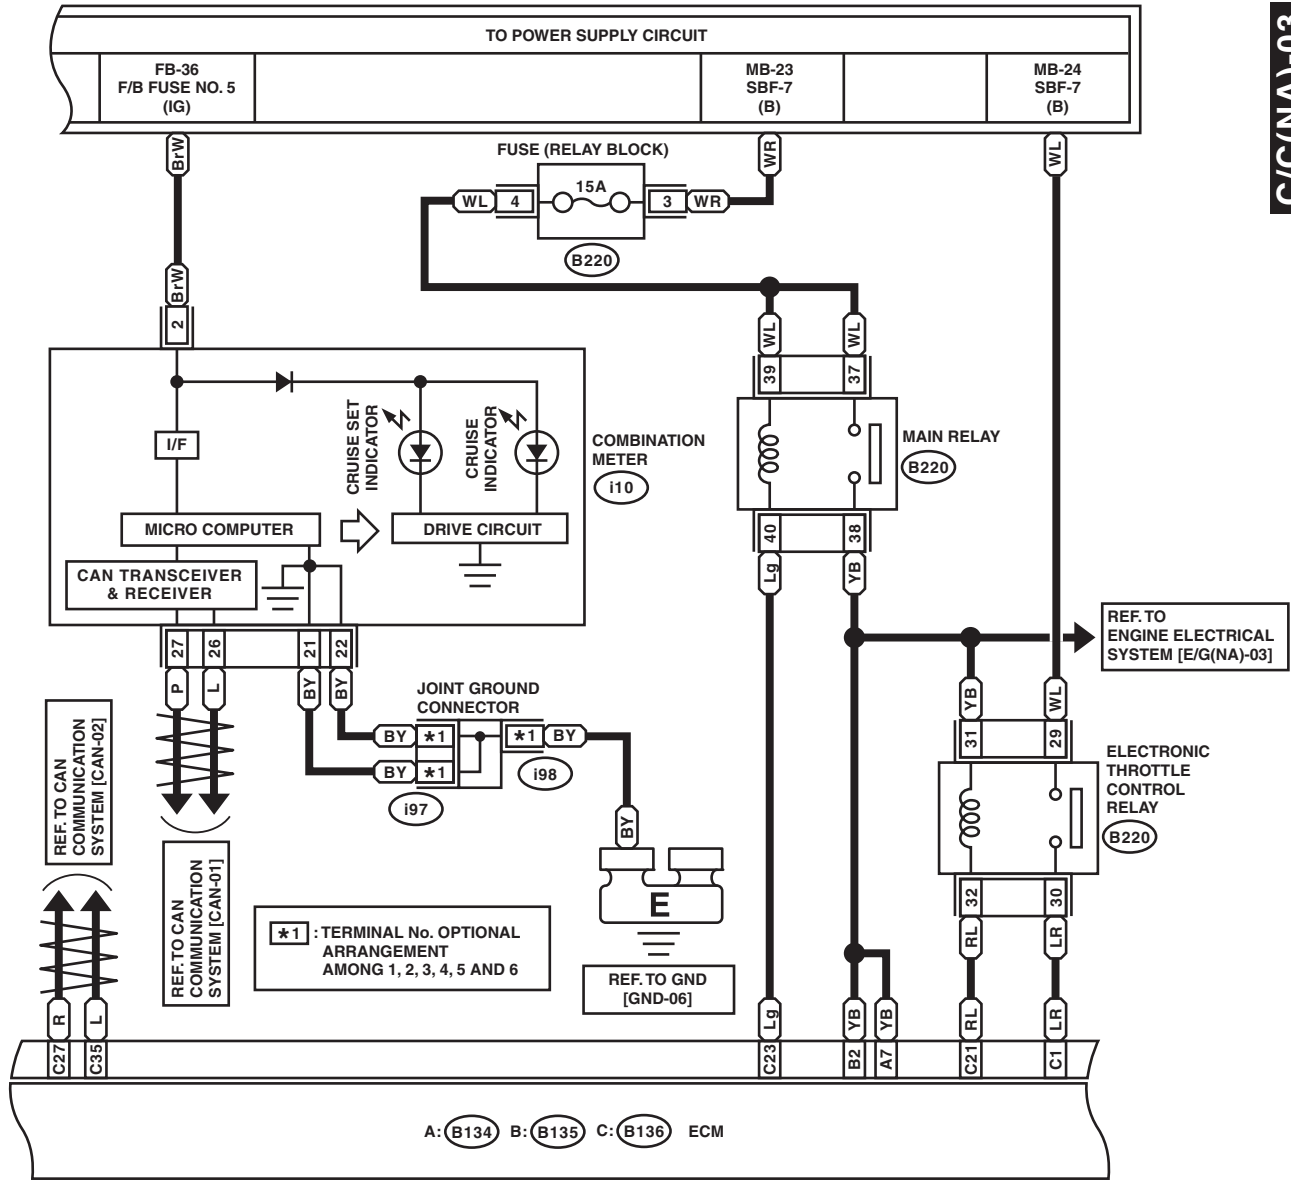 C/C(NA)-03
TO POWER SUPPLY CIRCUIT
FB-36
F/B FUSE NO. 5
(IG)
MB-23
SBF-7
(B)
MB-24
SBF-7
(B)
BrW
WR
WL
FUSE (RELAY BLOCK)
15A
WL
4
3
WR
B220
BrW
2
WL
WL
39
37
I/F
CRUISE SET
INDICATOR
CRUISE
INDICATOR
COMBINATION
METER
i10
MAIN RELAY
B220
MICRO COMPUTER
DRIVE CIRCUIT
40
38
CAN TRANSCEIVER
& RECEIVER
Lg
YB
27
26
21
22
REF. TO
ENGINE ELECTRICAL
SYSTEM [E/G(NA)-03]
P
L
BY
BY
YB
WL
JOINT GROUND
CONNECTOR
BY
*1
*1
BY
31
29
BY
*1
i98
i97
ELECTRONIC
THROTTLE
CONTROL
RELAY
B220
REF. TO CAN
COMMUNICATION
SYSTEM [CAN-02]
BY
REF. TO CAN
COMMUNICATION
SYSTEM [CAN-01]
E
32
30
*1 : TERMINAL No. OPTIONAL
ARRANGEMENT
AMONG 1, 2, 3, 4, 5 AND 6
RL
LR
REF. TO GND
[GND-06]
R
L
Lg
YB
YB
RL
LR
C27
C35
C23
B2
A7
C21
C1
A: B134 B: B135 C: B136 ECM